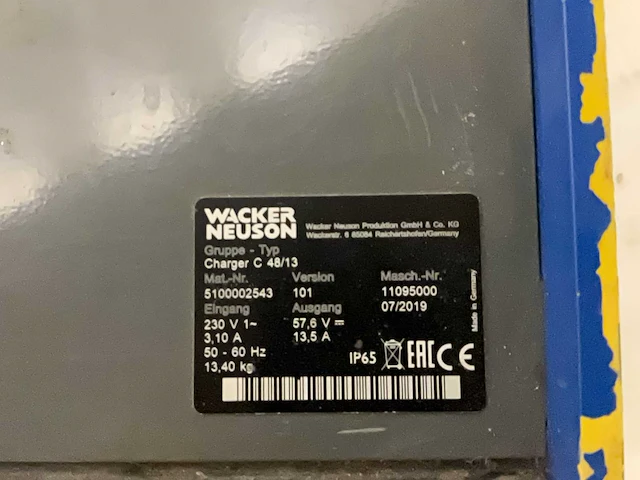 WACKER
NEUSON
Wacker Neuson Produktion GmbH & Co. KG
Wackerstr. 6 85084 Reichertshofen/Germany
Gruppe - Typ
Charger C 48/13
Mat.-Nr. Version Masch.-Nr.
5100002543 101 11095000
Eingang Ausgang 07/2019
230 V 1~ 57,6 V
3,10 A 13,5 A
50 - 60 Hz
13,40 kg
IP65 EAC CE
Made in Germany